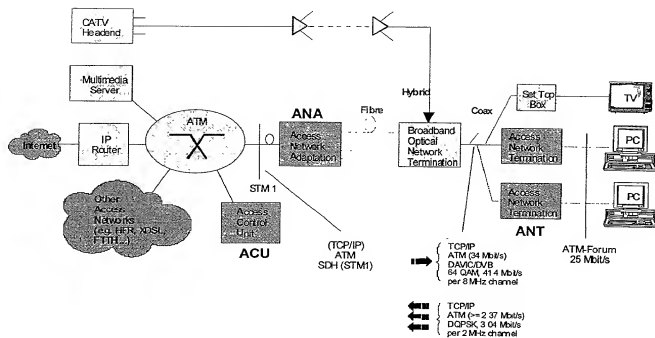 CATV
Headend
Multimedia
Server
Internet
IP
Router
ATM
Other
Access
Networks
(e.g. HFR, XDSL,
FTTH...)
Access
Control
Unit
ACU
STM 1
ANA
Access
Network
Adaptation
Fibre
Hybrid
Broadband
Optical
Network
Termination
Coax
Set Top
Box
TV
Access
Network
Termination
PC
Access
Network
Termination
PC
ANT
ATM-Forum
25 Mbit/s
(TCP/IP)
ATM
SDH (STM1)
TCP/IP
ATM (34 Mbit/s)
DAVIC/DVB
64 QAM, 41.4 Mbit/s
per 8 MHz channel
TCP/IP
ATM (>= 2.37 Mbit/s)
DQPSK, 3.04 Mbit/s
per 2 MHz channel